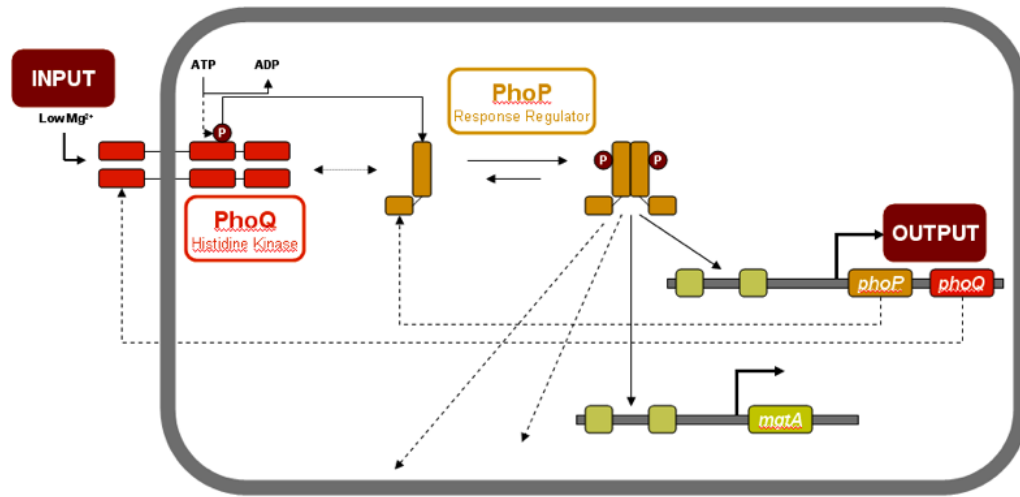 INPUT
Low Mg²⁺
ATP
ADP
P
PhoQ
Histidine Kinase
PhoP
Response Regulator
P
P
OUTPUT
phoP
phoQ
mgtA